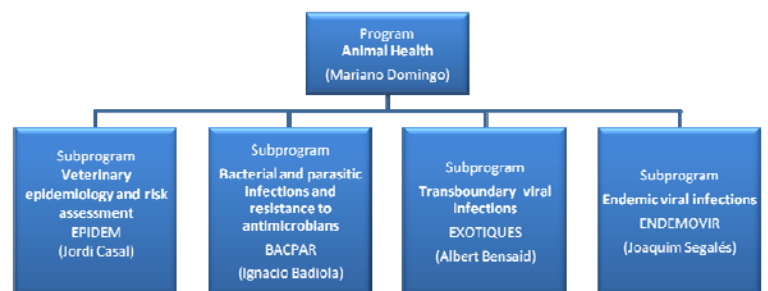 Program
Animal Health
(Mariano Domingo)
Subprogram
Veterinary
epidemiology and risk
assessment
EPIDEM
(Jordi Casal)
Subprogram
Bacterial and parasitic
infections and
resistance to
antimicrobians
BACPAR
(Ignacio Badiola)
Subprogram
Transboundary viral
infections
EXOTIQUES
(Albert Bensaid)
Subprogram
Endemic viral infections
ENDEMOVIR
(Joaquim Segalés)